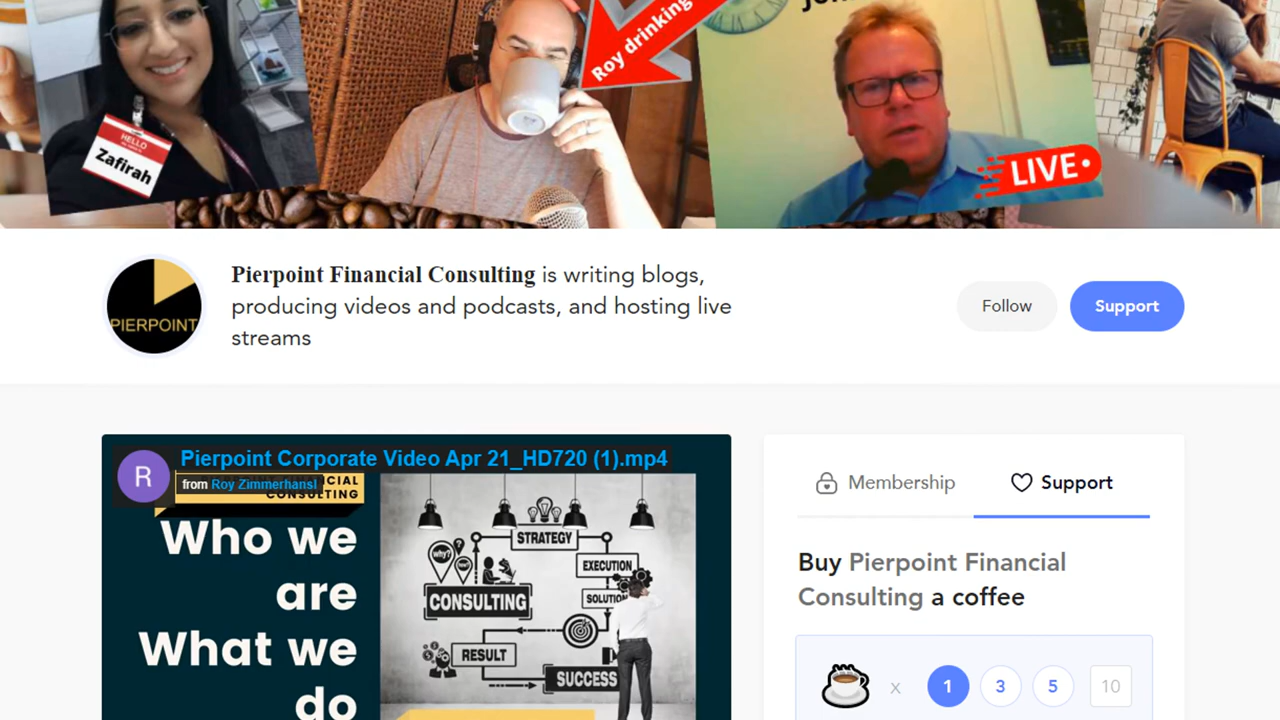 Roy drinking
HELLO
Zafirah
LIVE
PIERPOINT
Pierpoint Financial Consulting is writing blogs,
producing videos and podcasts, and hosting live
streams
Follow
Support
R
Pierpoint Corporate Video Apr 21_HD720 (1).mp4
from Roy Zimmerhansl
CONSULTING
Who we
are
What we
do
STRATEGY
why?
EXECUTION
CONSULTING
SOLUTION
RESULT
SUCCESS
Membership
Support
Buy Pierpoint Financial
Consulting a coffee
x
1
3
5
10